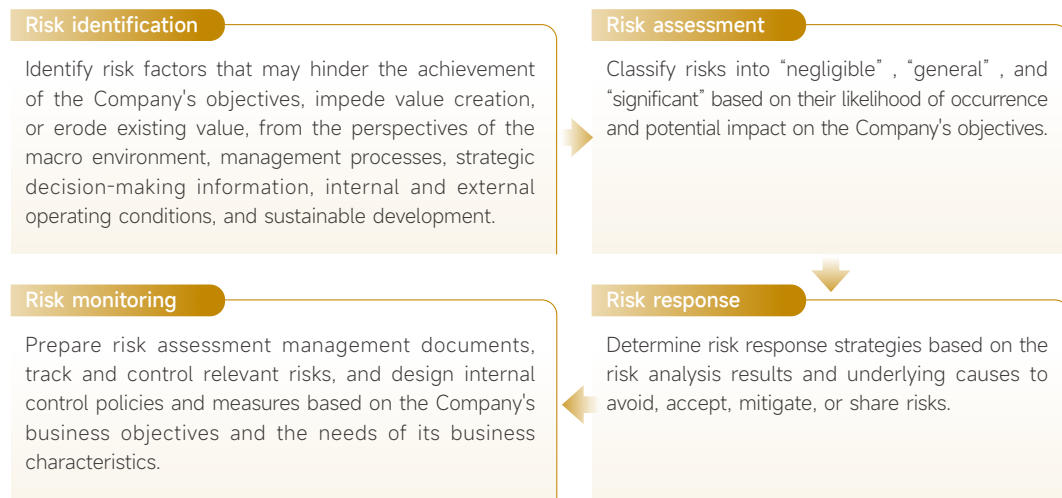 Risk identification
Identify risk factors that may hinder the achievement
of the Company's objectives, impede value creation,
or erode existing value, from the perspectives of the
macro environment, management processes, strategic
decision-making information, internal and external
operating conditions, and sustainable development.
Risk assessment
Classify risks into “negligible” , “general” , and
“significant” based on their likelihood of occurrence
and potential impact on the Company's objectives.
Risk response
Determine risk response strategies based on the
risk analysis results and underlying causes to
avoid, accept, mitigate, or share risks.
Risk monitoring
Prepare risk assessment management documents,
track and control relevant risks, and design internal
control policies and measures based on the Company's
business objectives and the needs of its business
characteristics.